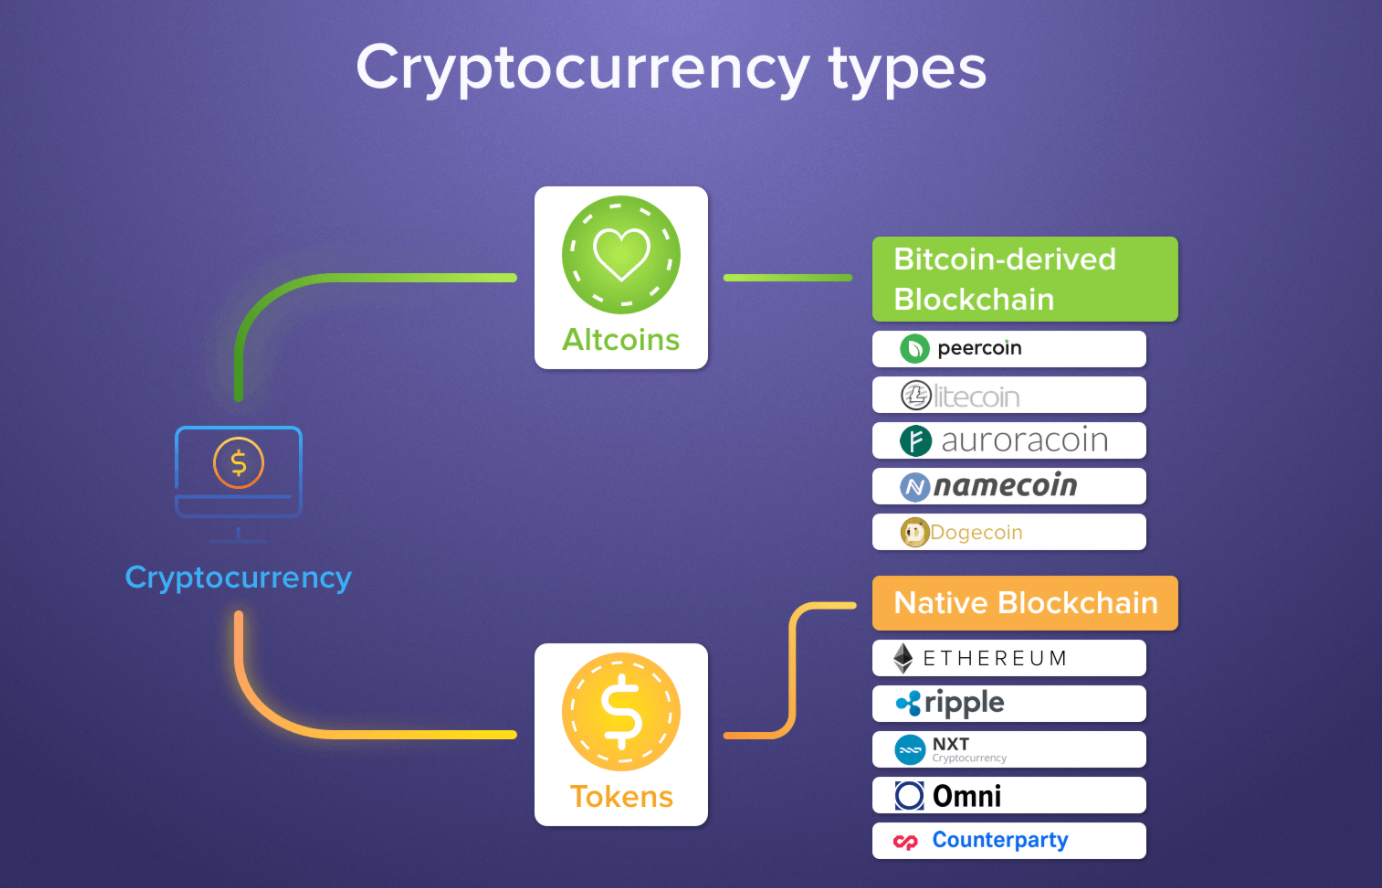 Cryptocurrency types
Altcoins
Bitcoin-derived
Blockchain
peercoin
litecoin
auroracoin
namecoin
Dogecoin
Cryptocurrency
Native Blockchain
ETHEREUM
ripple
NXT
Cryptocurrency
Omni
Counterparty
Tokens